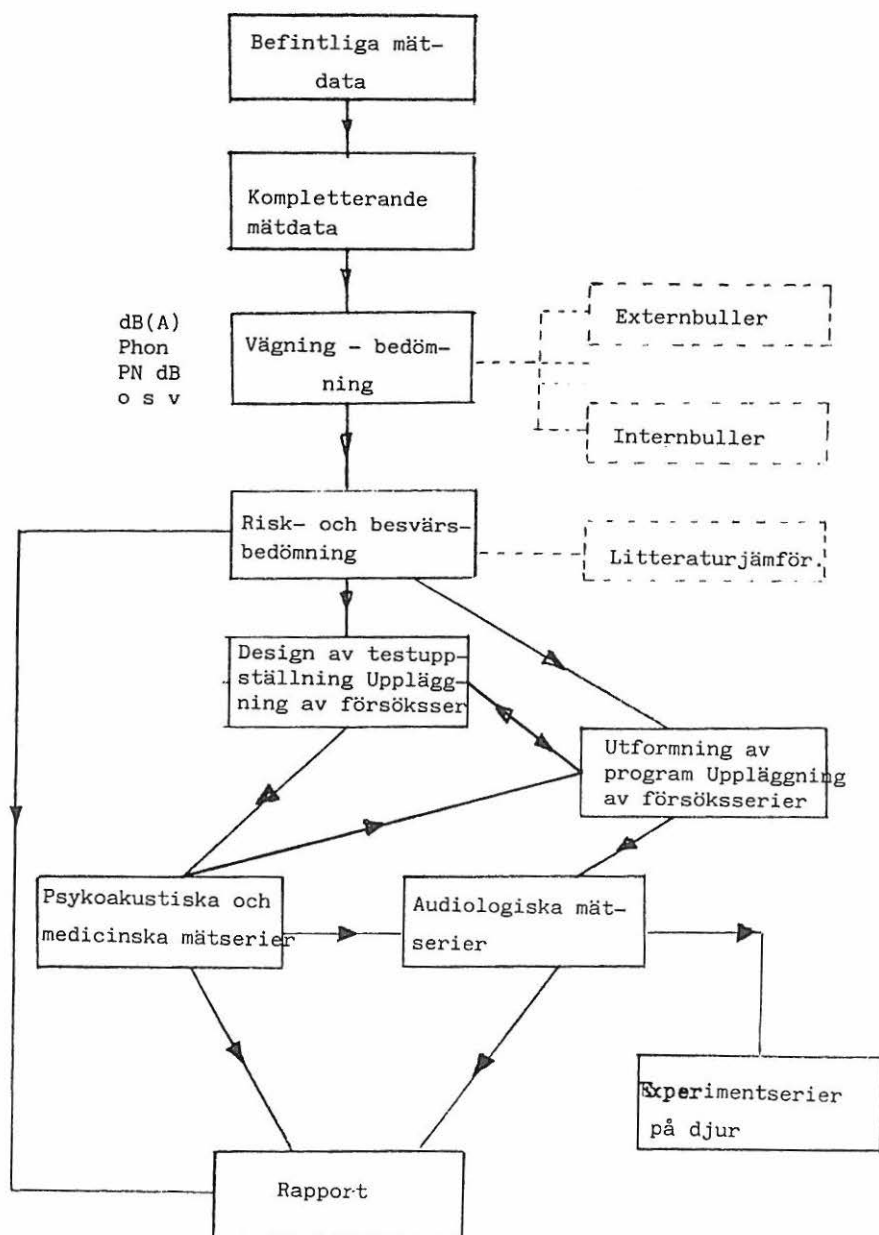 Befintliga mät-
data
Kompletterande
mätdata
dB(A)
Phon
PN dB
o s v
Vägning - bedöm-
ning
Externbuller
Internbuller
Risk- och besvärs-
bedömning
Litteraturjämför.
Design av testupp-
ställning Upplägg-
ning av försöksser
Utformning av
program Uppläggning
av försöksserier
Psykoakustiska och
medicinska mätserier
Audiologiska mät-
serier
Experimentserier
på djur
Rapport